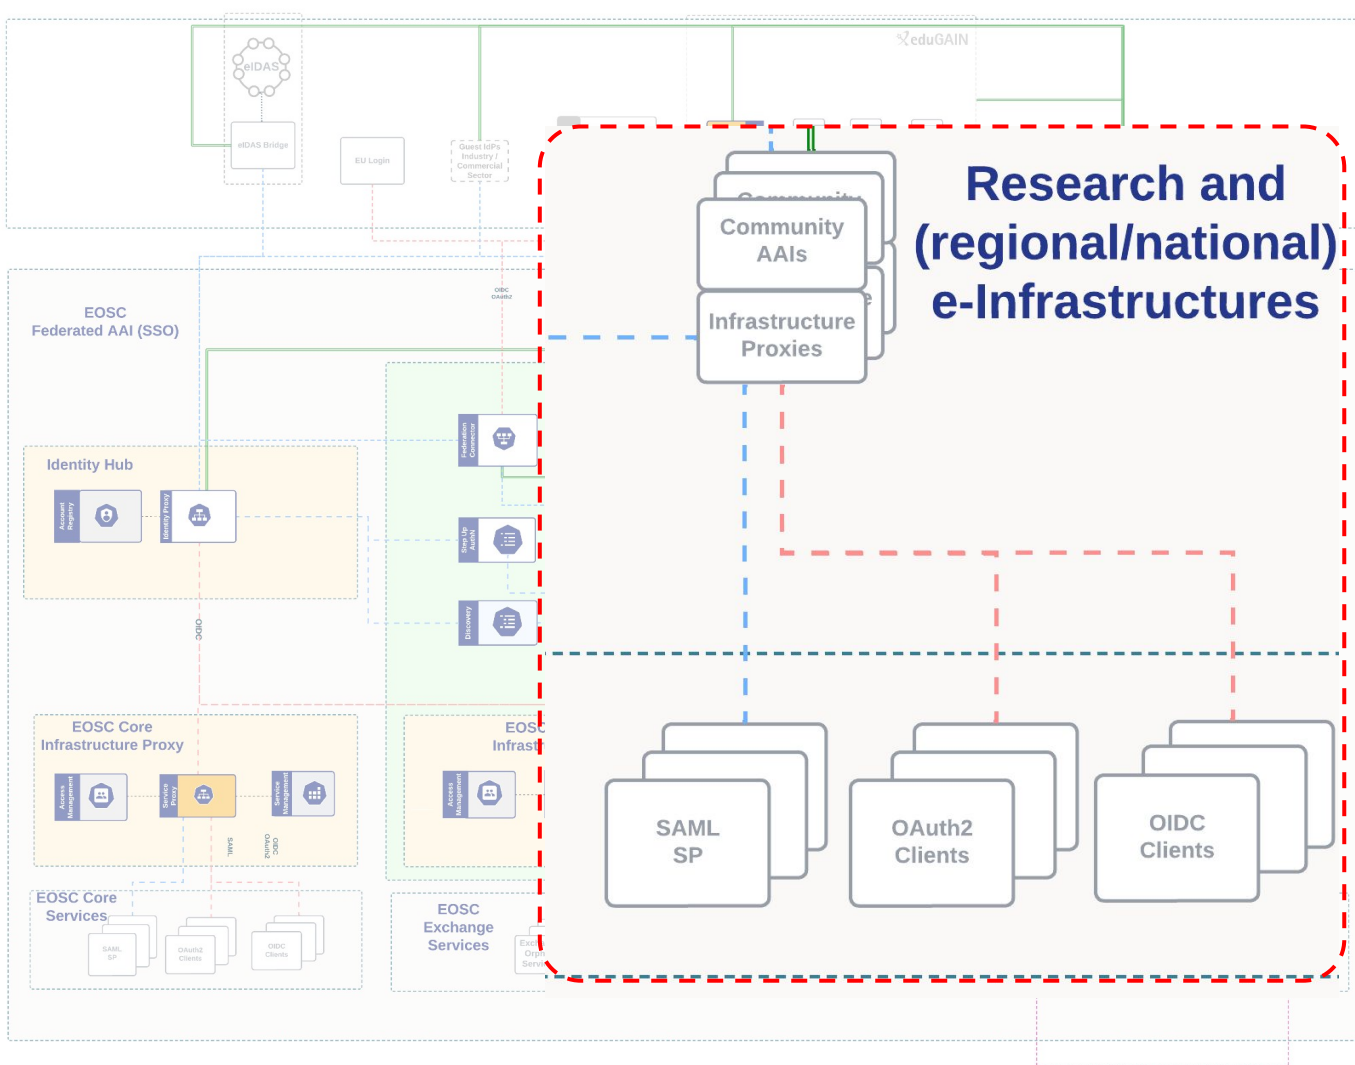 eduGAIN
eIDAS
eIDAS Bridge
EU Login
Guest IdPs
Industry /
Commercial
Sector
Community
Community
AAIs
Infrastructure
Proxies
Research and
(regional/national)
e-Infrastructures
OIDC
OAuth2
EOSC
Federated AAI (SSO)
Federation
Connector
Identity Hub
Account
Registry
Identity Proxy
Step Up
AuthN
Discovery
OIDC
EOSC Core
Infrastructure Proxy
Access
Management
Service
Proxy
Service
Management
SAML
OIDC
OAuth2
EOSC
Infrast
Access
Management
SAML
SP
OAuth2
Clients
OIDC
Clients
EOSC Core
Services
SAML
SP
OAuth2
Clients
OIDC
Clients
EOSC
Exchange
Services